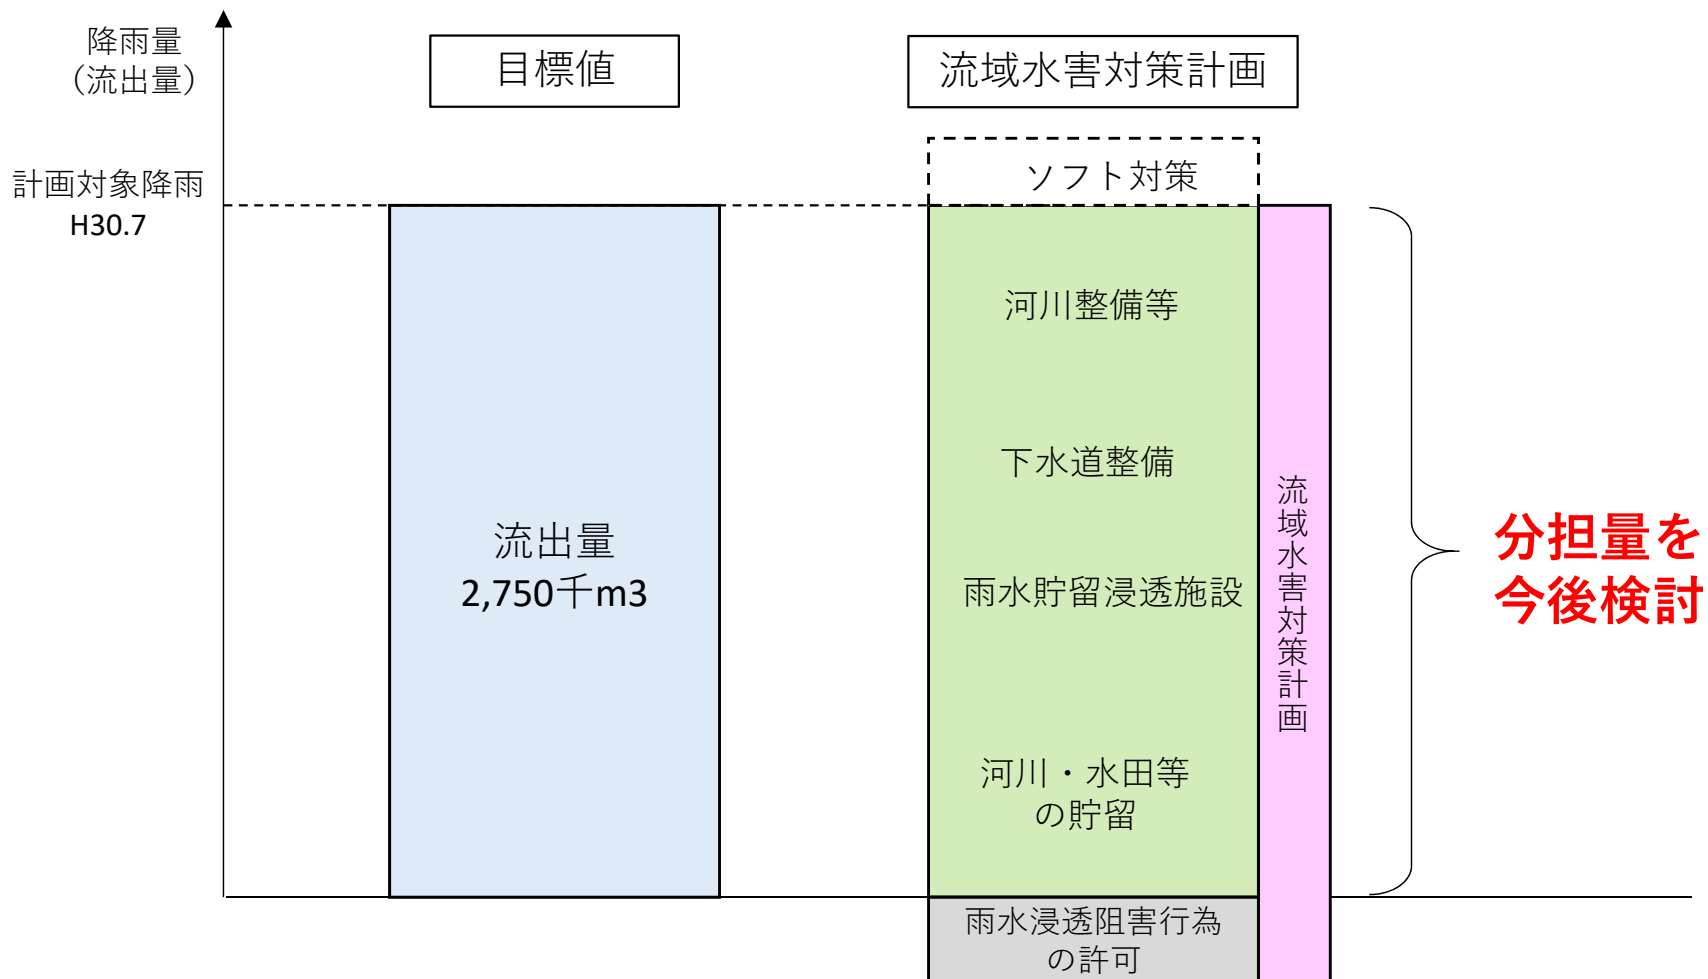 降雨量
（流出量）
目標値
流域水害対策計画
計画対象降雨
H30.7
ソフト対策
河川整備等
下水道整備
流出量
2,750千m3
雨水貯留浸透施設
河川・水田等
の貯留
流域水害対策計画
分担量を
今後検討
雨水浸透阻害行為
の許可